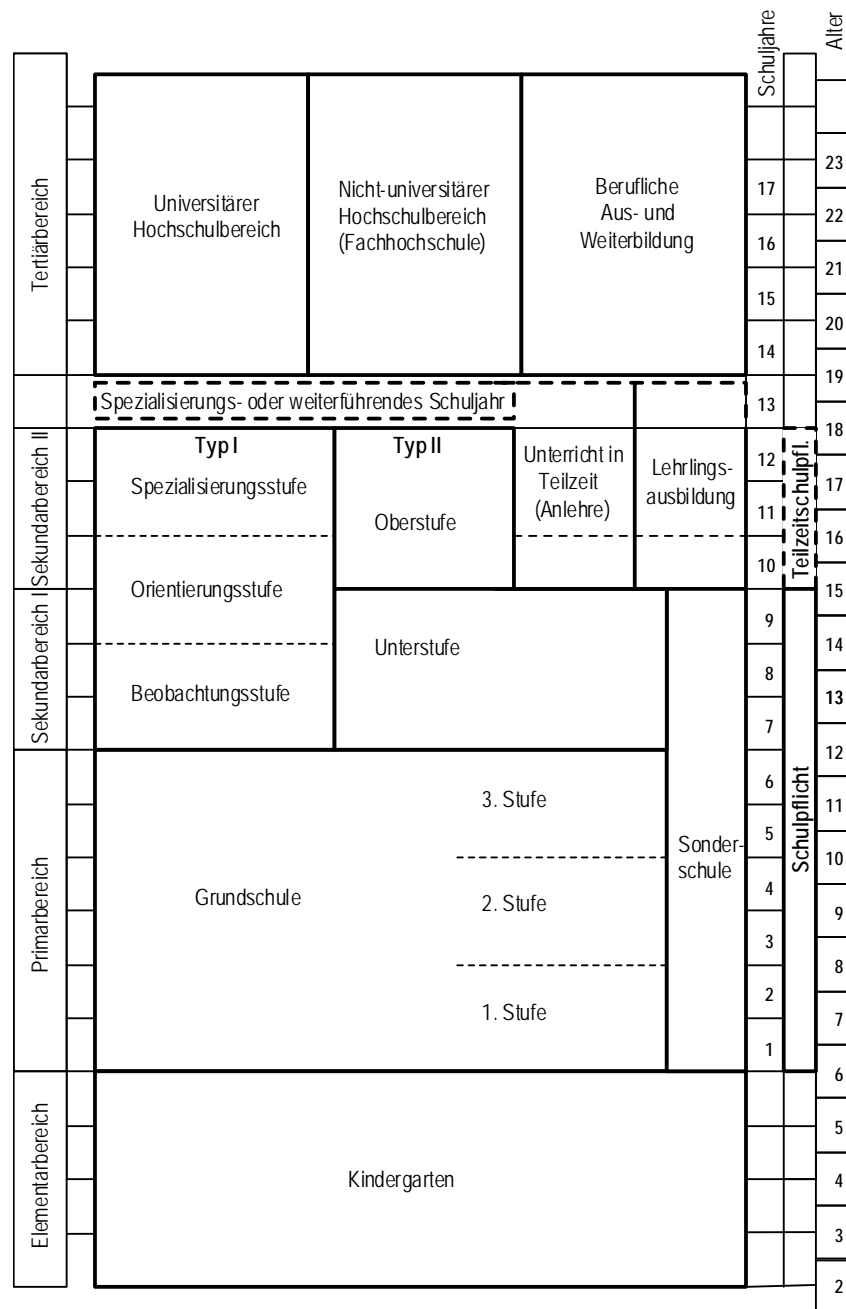 Schuljahre
Alter
Tertiärbereich
Universitärer
Hochschulbereich
Nicht-universitärer
Hochschulbereich
(Fachhochschule)
Berufliche
Aus- und
Weiterbildung
17
16
15
14
23
22
21
20
19
Spezialisierungs- oder weiterführendes Schuljahr
13
18
Sekundarbereich II
Typ I
Spezialisierungsstufe
Orientierungsstufe
Typ II
Oberstufe
Unterricht in
Teilzeit
(Anlehre)
Lehrlings-
ausbildung
12
11
10
Teilzeitschulpfl.
17
16
15
Sekundarbereich I
Beobachtungsstufe
Unterstufe
9
8
7
14
13
12
Primarbereich
Grundschule
3. Stufe
2. Stufe
1. Stufe
Sonder-
schule
6
5
4
3
2
1
Schulpflicht
11
10
9
8
7
6
Elementarbereich
Kindergarten
5
4
3
2